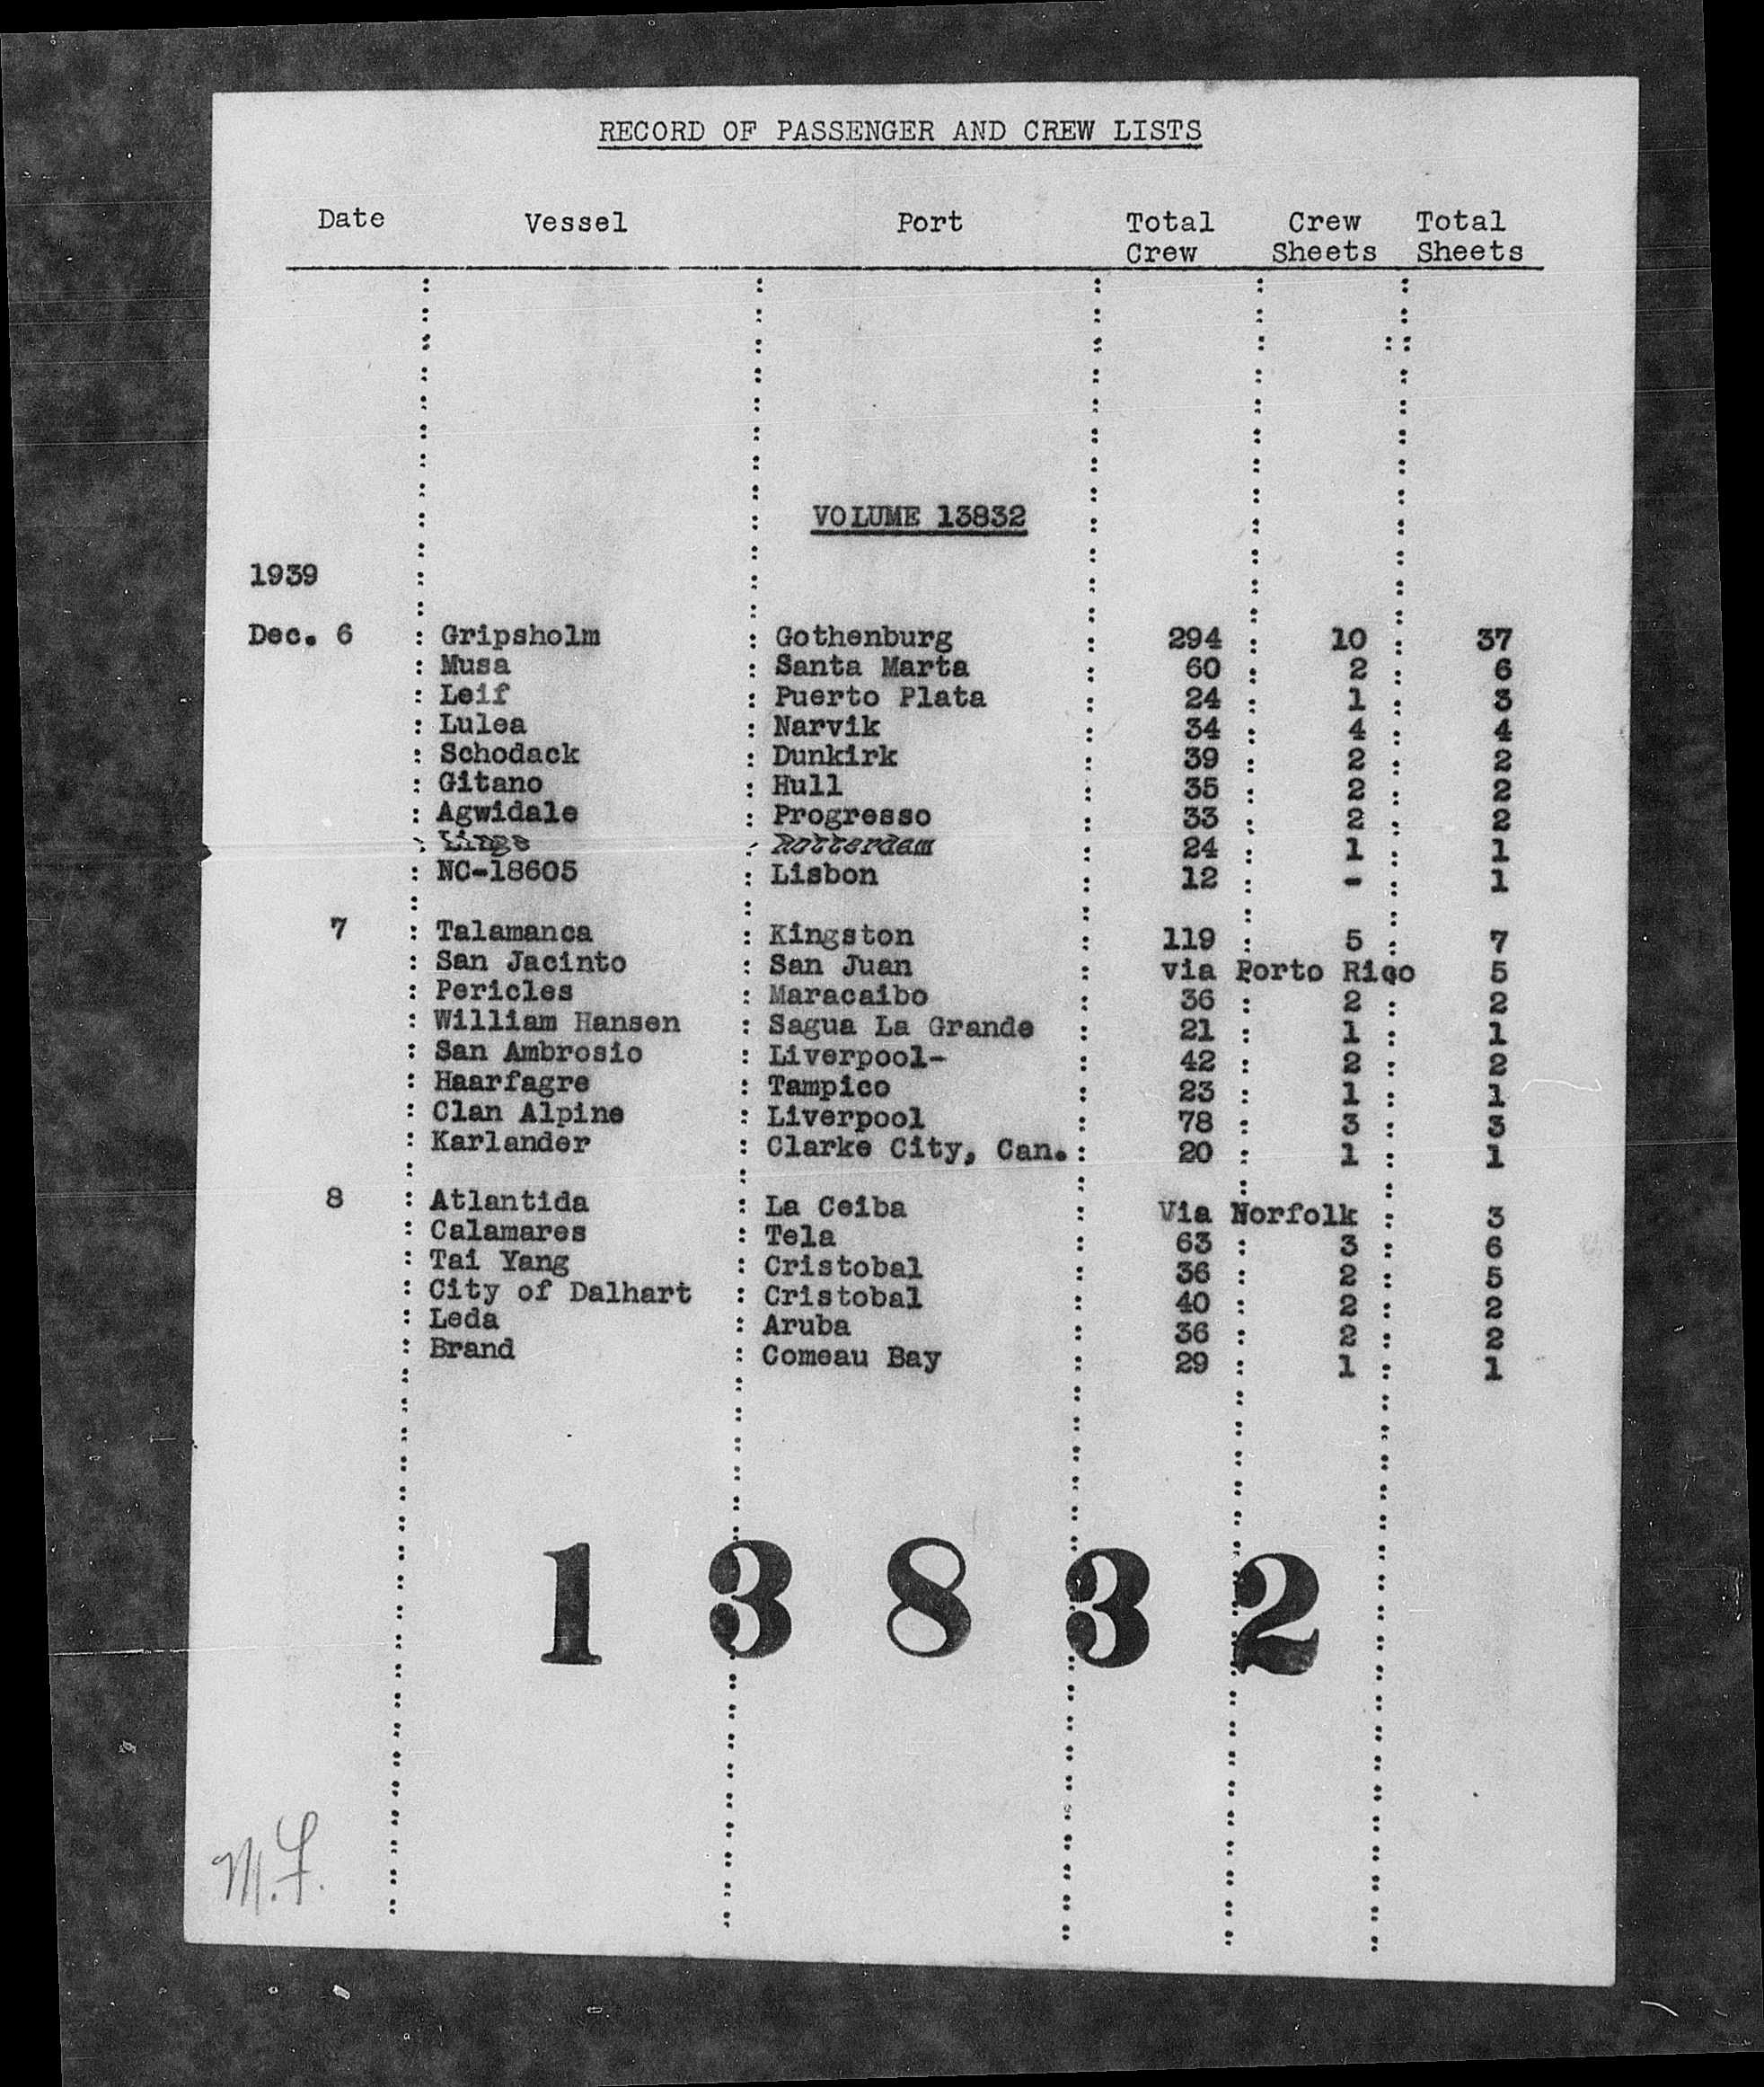 RECORD OF PASSENGER AND CREW LISTS
Date Vessel Port Total Crew Crew Sheets Total Sheets
VOLUME 13832
1939
Dec. 6 : Gripsholm : Gothenburg : 294 : 10 : 37
: Musa : Santa Marta : 60 : 2 : 6
: Leif : Puerto Plata : 24 : 1 : 3
: Lulea : Narvik : 34 : 4 : 4
: Schodack : Dunkirk : 39 : 2 : 2
: Gitano : Hull : 35 : 2 : 2
: Agwidale : Progresso : 33 : 2 : 2
: Rotterdam : 24 : 1 : 1
: NC-18605 : Lisbon : 12 : - : 1
7 : Talamanca : Kingston : 119 : 5 : 7
: San Jacinto : San Juan : via Porto Rico 5
: Pericles : Maracaibo : 36 : 2 : 2
: William Hansen : Sagua La Grande : 21 : 1 : 1
: San Ambrosio : Liverpool- : 42 : 2 : 2
: Haarfagre : Tampico : 23 : 1 : 1
: Clan Alpine : Liverpool : 78 : 3 : 3
: Karlander : Clarke City, Can. : 20 : 1 : 1
8 : Atlantida : La Ceiba : Via Norfolk : 3
: Calamares : Tela : 63 : 3 : 6
: Tai Yang : Cristobal : 36 : 2 : 5
: City of Dalhart : Cristobal : 40 : 2 : 2
: Leda : Aruba : 36 : 2 : 2
: Brand : Comeau Bay : 29 : 1 : 1
1 3 8 3 2
M.F.